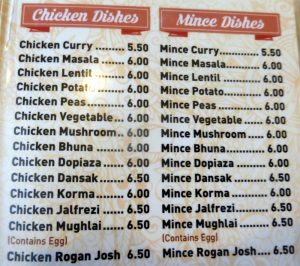 Chicken Dishes
Chicken Curry .......... 5.50
Chicken Masala ...... 6.00
Chicken Lentil ........ 6.00
Chicken Potato ....... 6.00
Chicken Peas .......... 6.00
Chicken Vegetable ... 6.00
Chicken Mushroom .. 6.00
Chicken Bhuna ........ 6.00
Chicken Dopiaza ...... 6.00
Chicken Dansak ....... 6.50
Chicken Korma ........ 6.00
Chicken Jalfrezi ...... 6.50
Chicken Mughlai ...... 6.50
(Contains Egg)
Chicken Rogan Josh 6.50
Mince Dishes
Mince Curry ............ 5.50
Mince Masala ......... 6.00
Mince Lentil .......... 6.00
Mince Potato .......... 6.00
Mince Peas ............ 6.00
Mince Vegetable ..... 6.00
Mince Mushroom .... 6.00
Mince Bhuna .......... 6.00
Mince Dopiaza ........ 6.00
Mince Dansak ......... 6.50
Mince Korma .......... 6.00
Mince Jalfrezi ........ 6.50
Mince Mughlai ........ 6.50
(Contains Egg)
Mince Rogan Josh .... 6.50